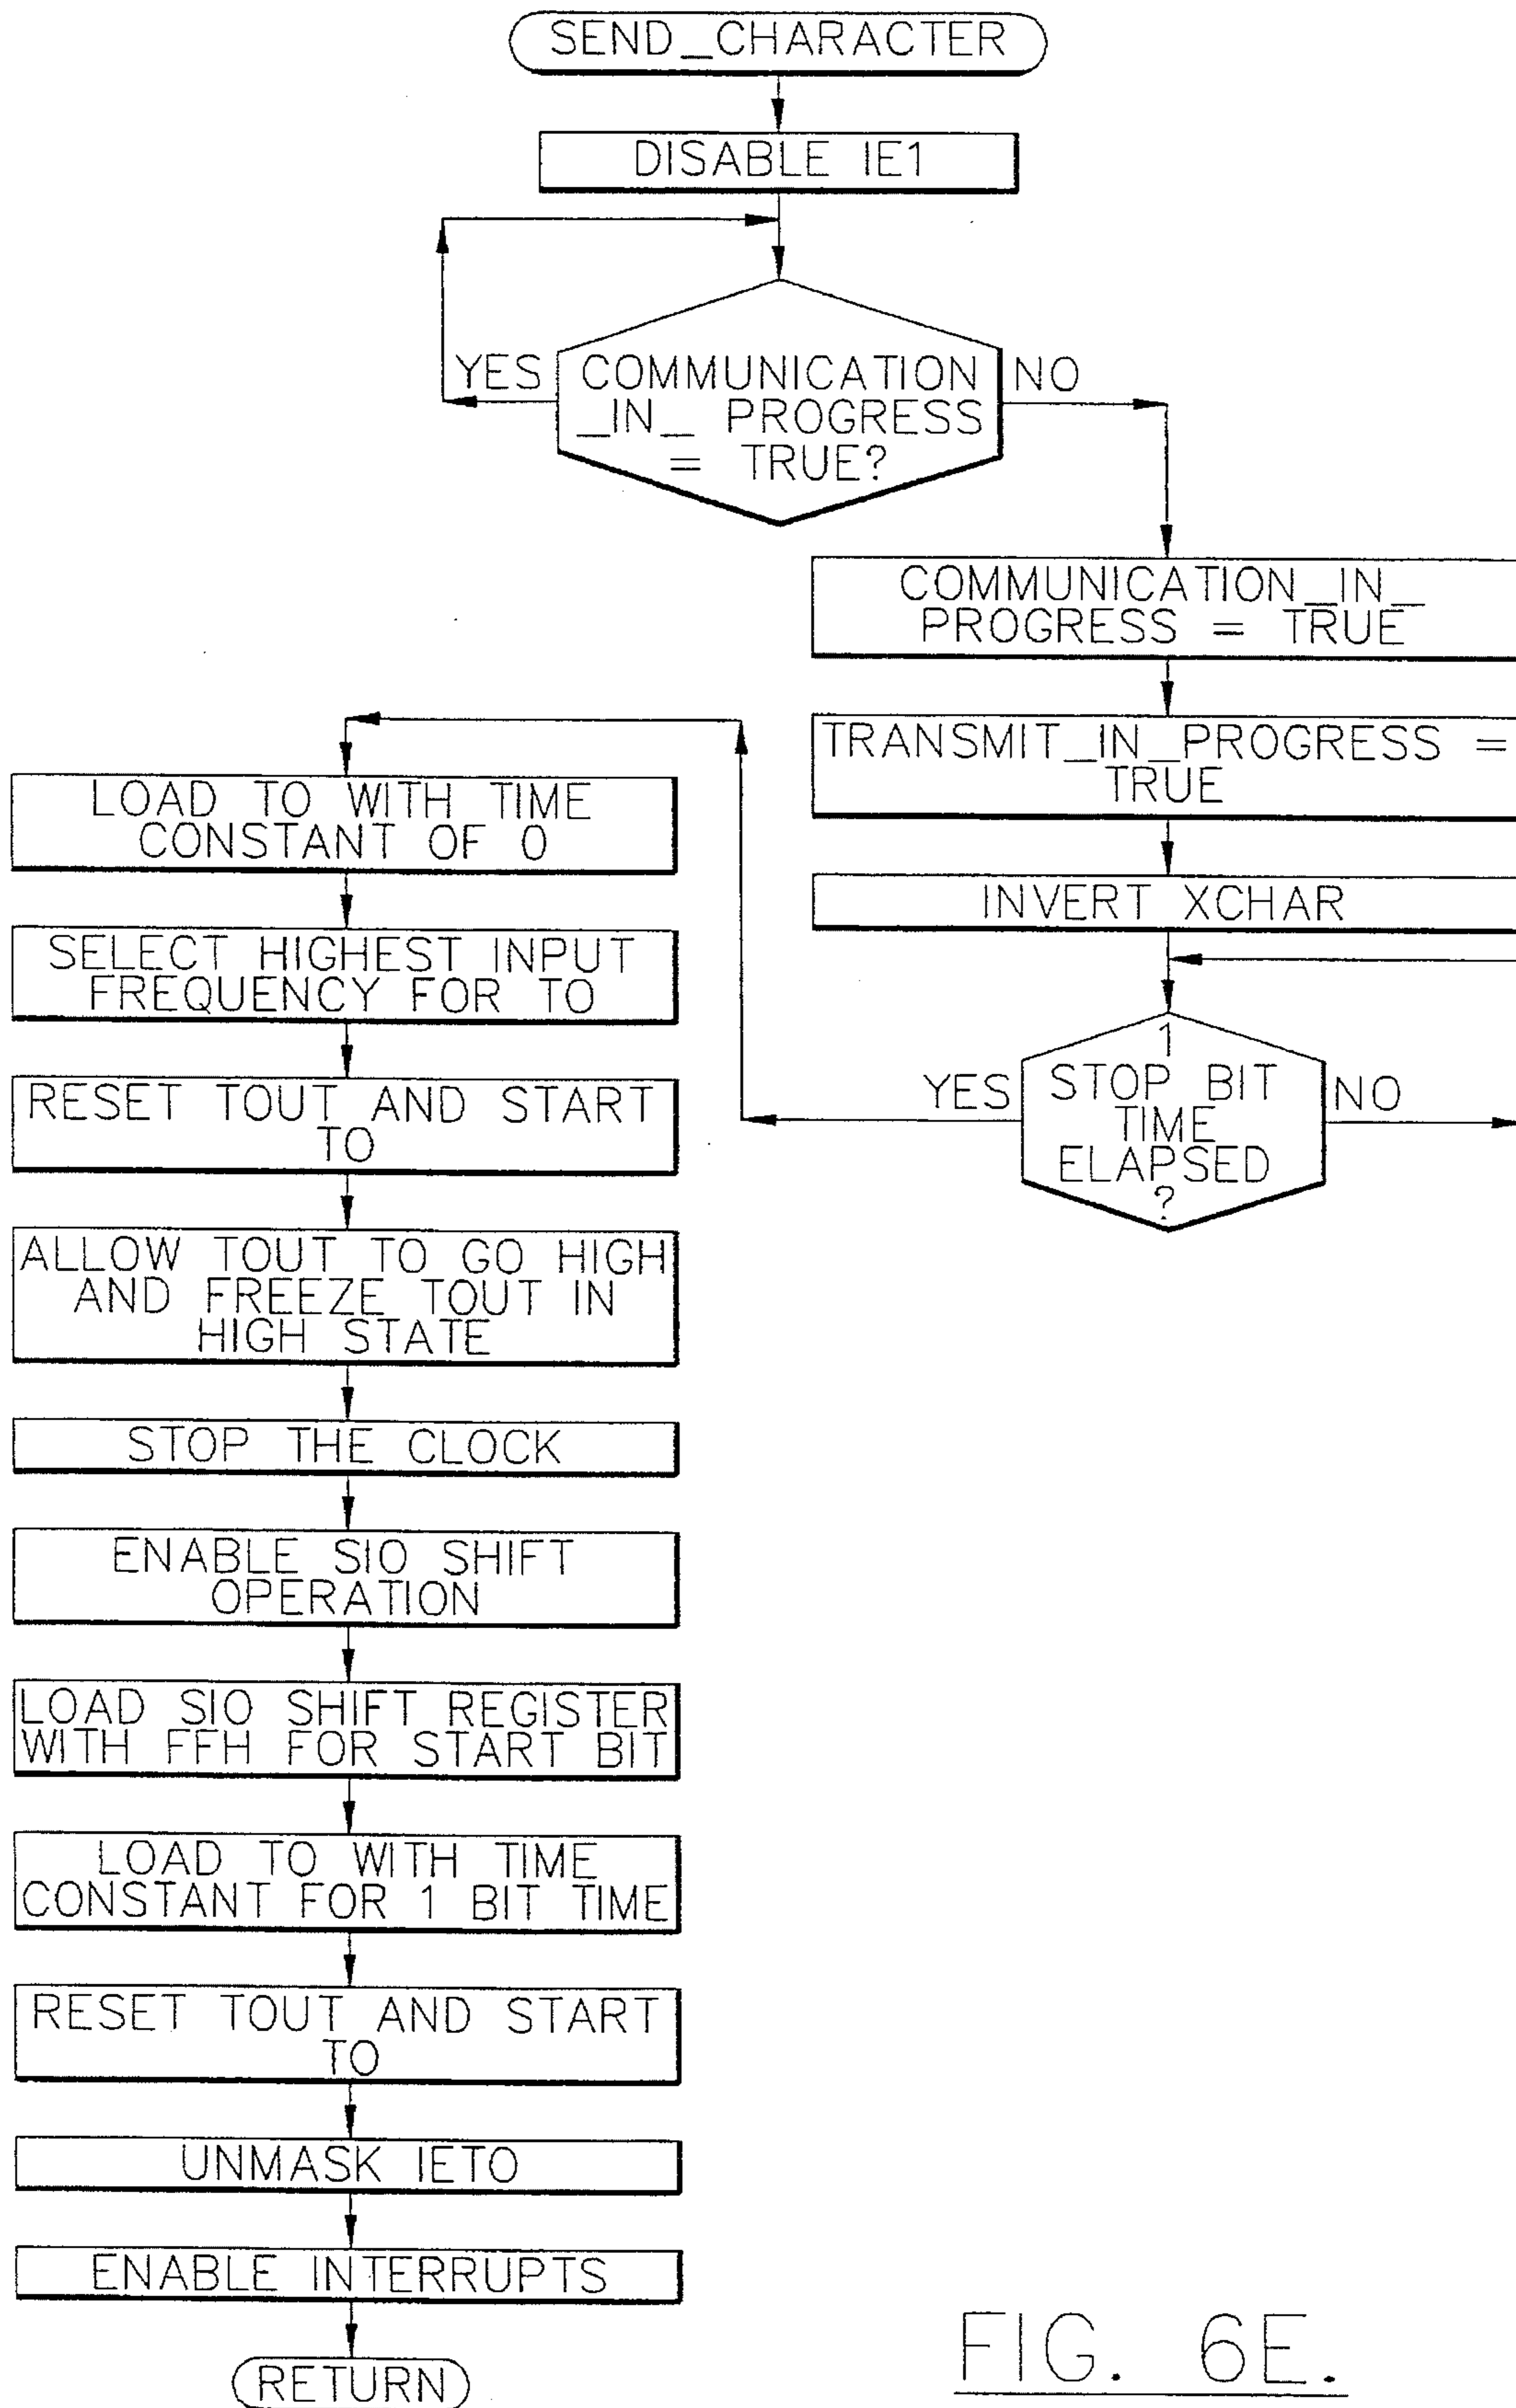 SEND_CHARACTER
DISABLE IE1
YES
COMMUNICATION
_IN_ PROGRESS
= TRUE?
NO
COMMUNICATION_IN_
PROGRESS = TRUE
TRANSMIT_IN_PROGRESS =
TRUE
INVERT XCHAR
1
STOP BIT
TIME
ELAPSED
?
YES
NO
LOAD TO WITH TIME
CONSTANT OF 0
SELECT HIGHEST INPUT
FREQUENCY FOR TO
RESET TOUT AND START
TO
ALLOW TOUT TO GO HIGH
AND FREEZE TOUT IN
HIGH STATE
STOP THE CLOCK
ENABLE SIO SHIFT
OPERATION
LOAD SIO SHIFT REGISTER
WITH FFH FOR START BIT
LOAD TO WITH TIME
CONSTANT FOR 1 BIT TIME
RESET TOUT AND START
TO
UNMASK IETO
ENABLE INTERRUPTS
RETURN
FIG. 6E.